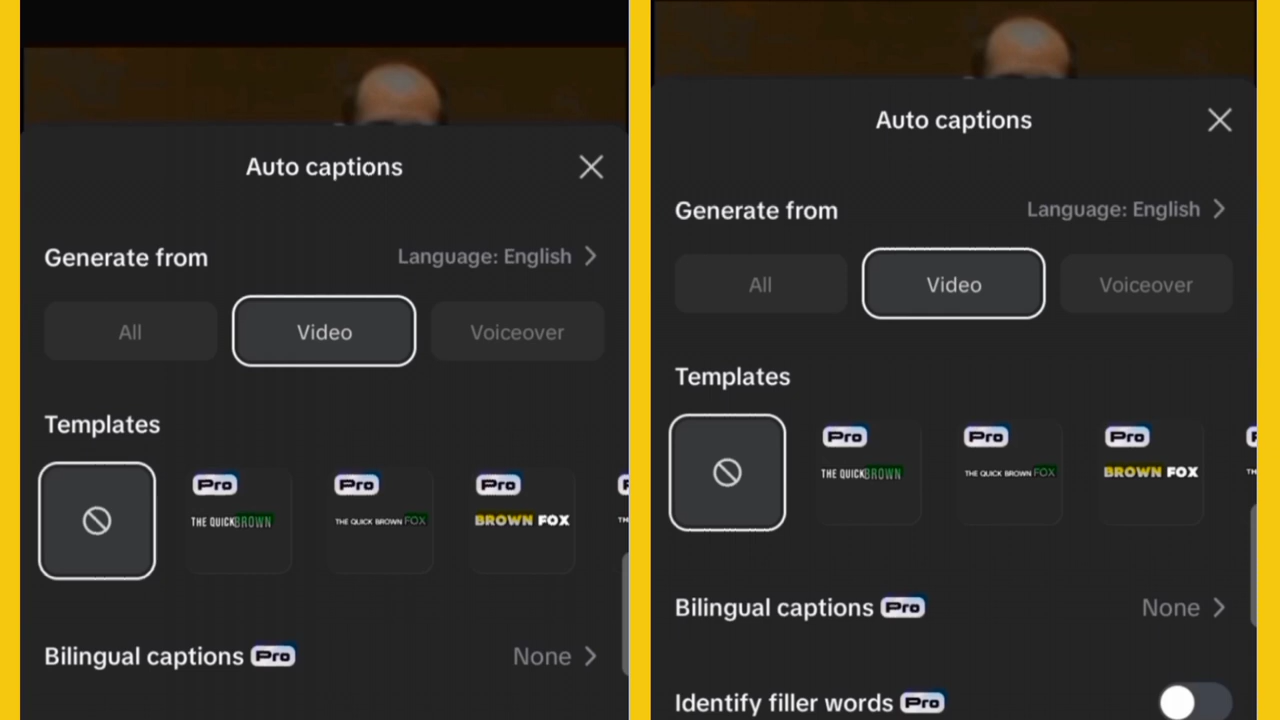 Auto captions
Generate from
Language: English
All
Video
Voiceover
Templates
Pro
Pro
Pro
THE QUICK BROWN
THE QUICK BROWN FOX
BROWN FOX
Bilingual captions Pro
None
Auto captions
Generate from
Language: English
All
Video
Voiceover
Templates
Pro
Pro
Pro
THE QUICK BROWN
THE QUICK BROWN FOX
BROWN FOX
Bilingual captions Pro
None
Identify filler words Pro